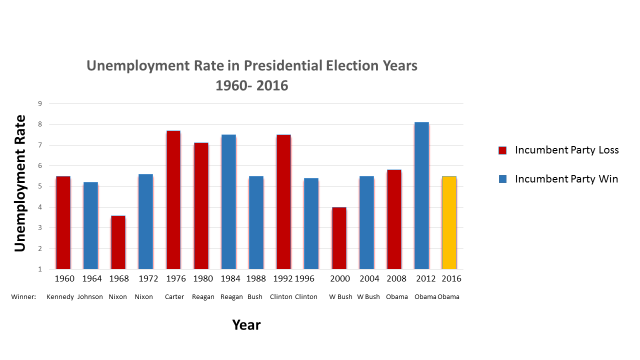 Unemployment Rate in Presidential Election Years
1960- 2016
Unemployment Rate
9
8
7
6
5
4
3
2
1
Incumbent Party Loss
Incumbent Party Win
1960 1964 1968 1972 1976 1980 1984 1988 1992 1996 2000 2004 2008 2012 2016
Winner: Kennedy Johnson Nixon Nixon Carter Reagan Reagan Bush Clinton Clinton W Bush W Bush Obama Obama Obama
Year